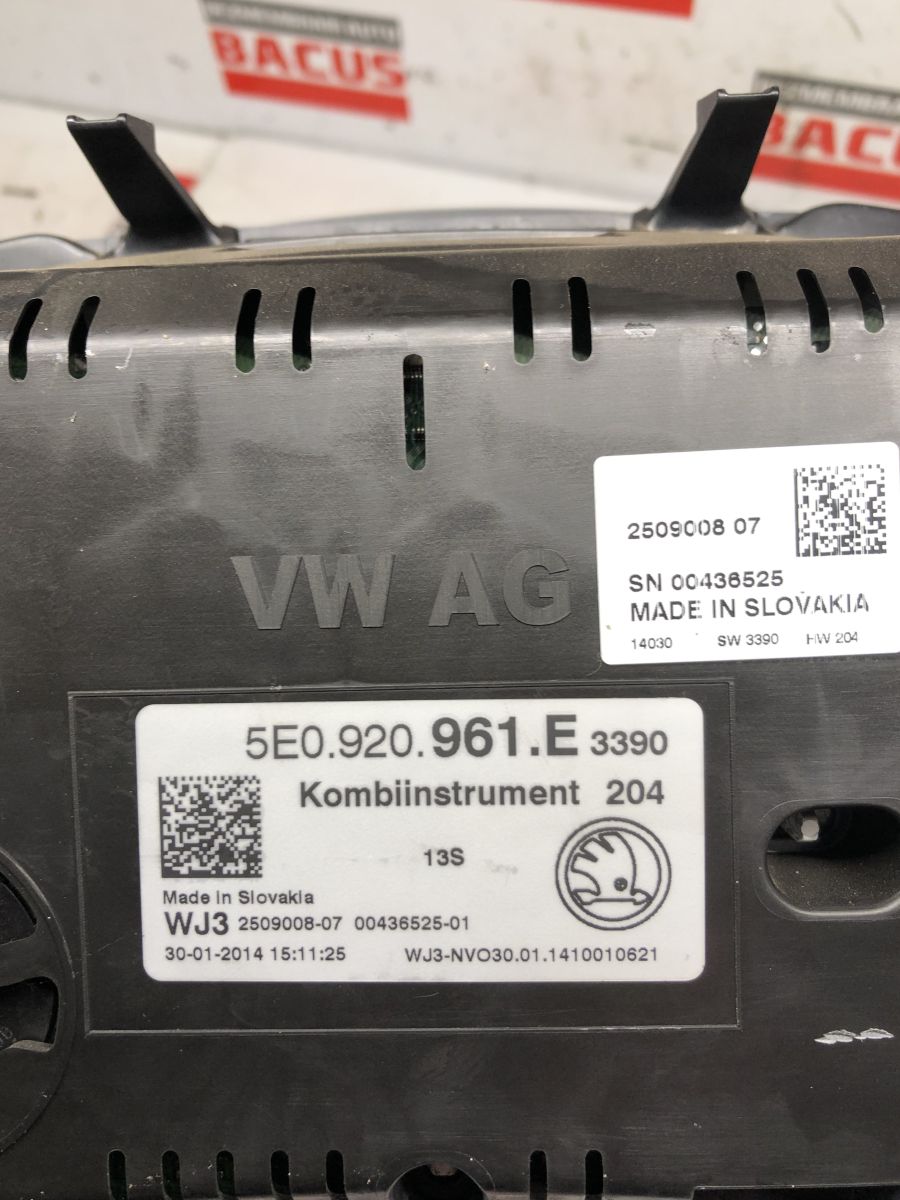 BACUS
BACUS
VW AG
2509008 07
SN 00436525
MADE IN SLOVAKIA
14030 SW 3390 HW 204
5E0.920.961.E 3390
Kombiinstrument 204
13S
Made in Slovakia
WJ3 2509008-07 00436525-01
30-01-2014 15:11:25 WJ3-NVO30.01.1410010621